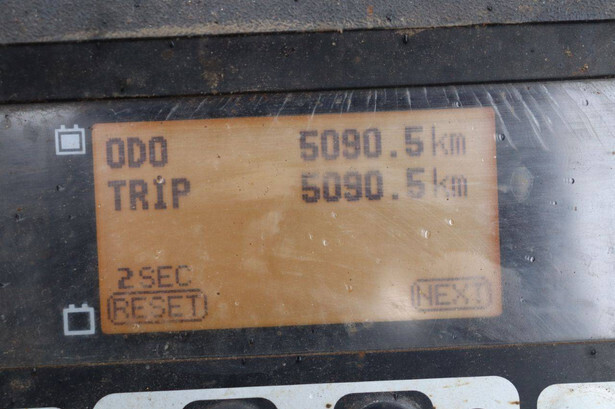 ODO 5090.5km
TRIP 5090.5km
2SEC
RESET NEXT